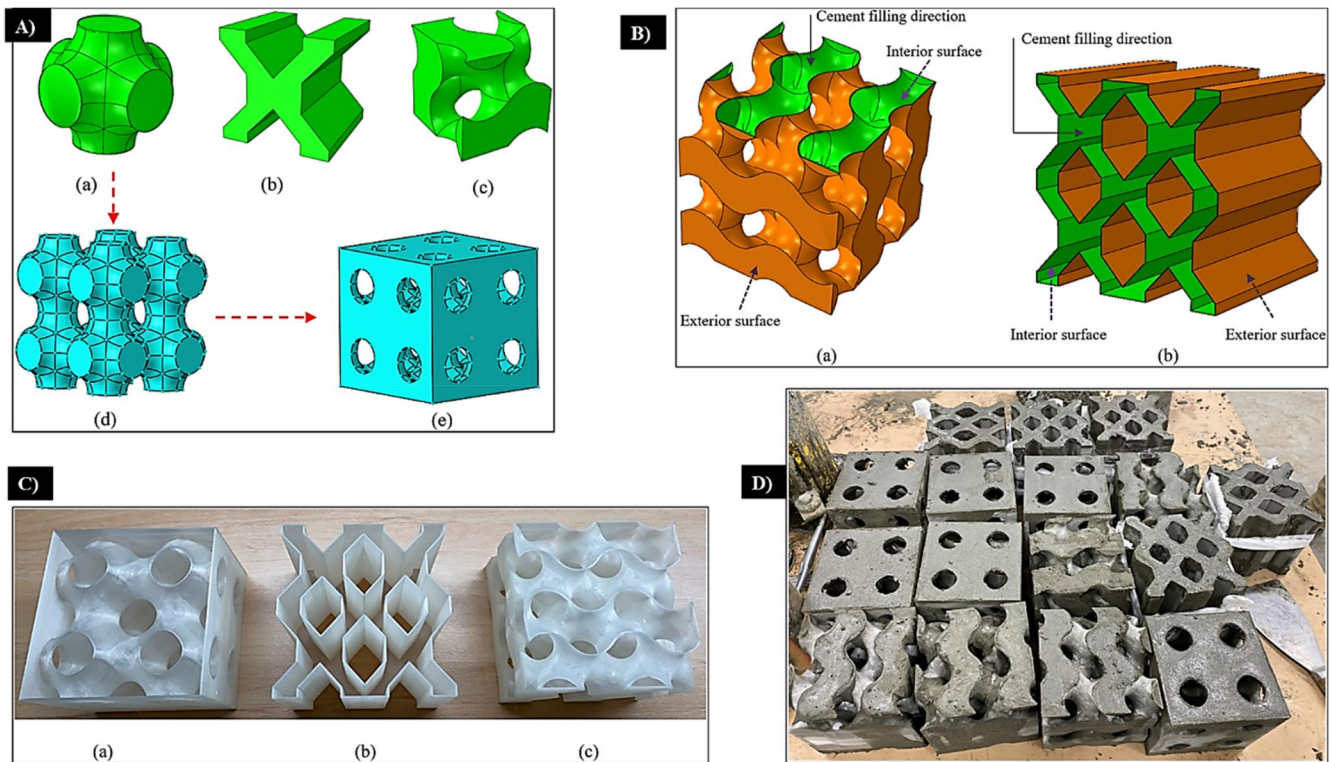 A)
(a)
(b)
(c)
(d)
(e)
B)
Cement filling direction
Interior surface
Exterior surface
(a)
Cement filling direction
Interior surface
Exterior surface
(b)
C)
(a)
(b)
(c)
D)